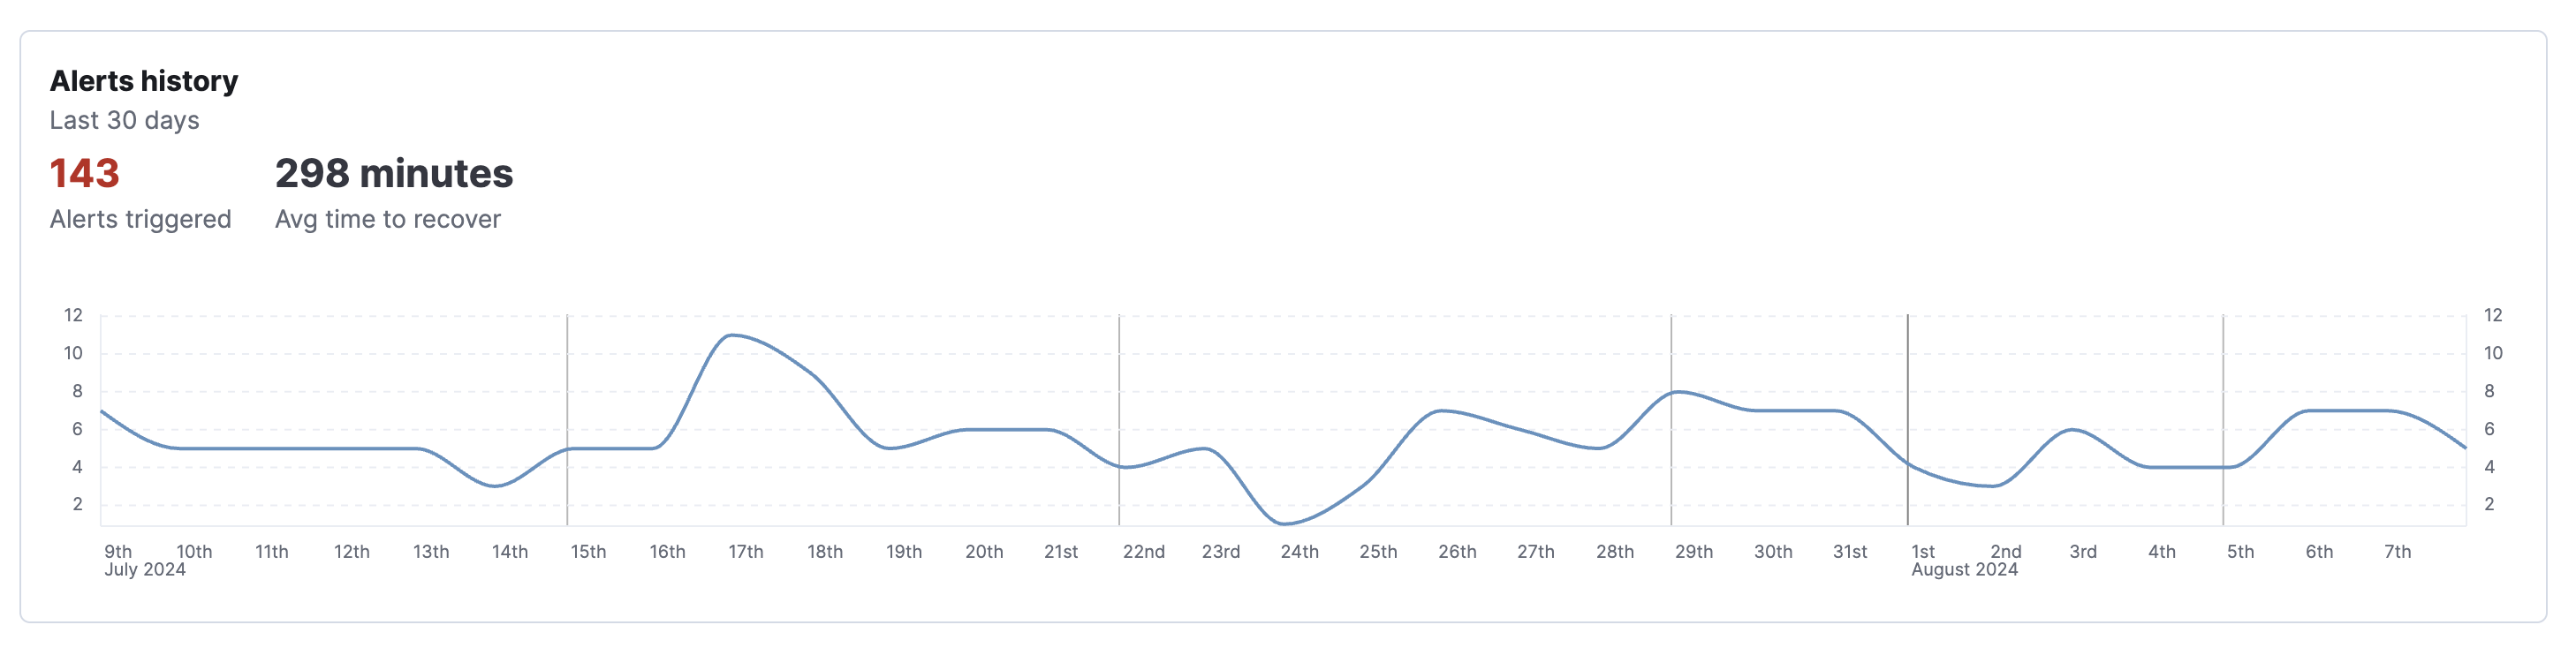 Alerts history
Last 30 days
143 298 minutes
Alerts triggered Avg time to recover
12 12
10 10
8 8
6 6
4 4
2 2
9th 10th 11th 12th 13th 14th 15th 16th 17th 18th 19th 20th 21st 22nd 23rd 24th 25th 26th 27th 28th 29th 30th 31st 1st 2nd 3rd 4th 5th 6th 7th
July 2024 August 2024